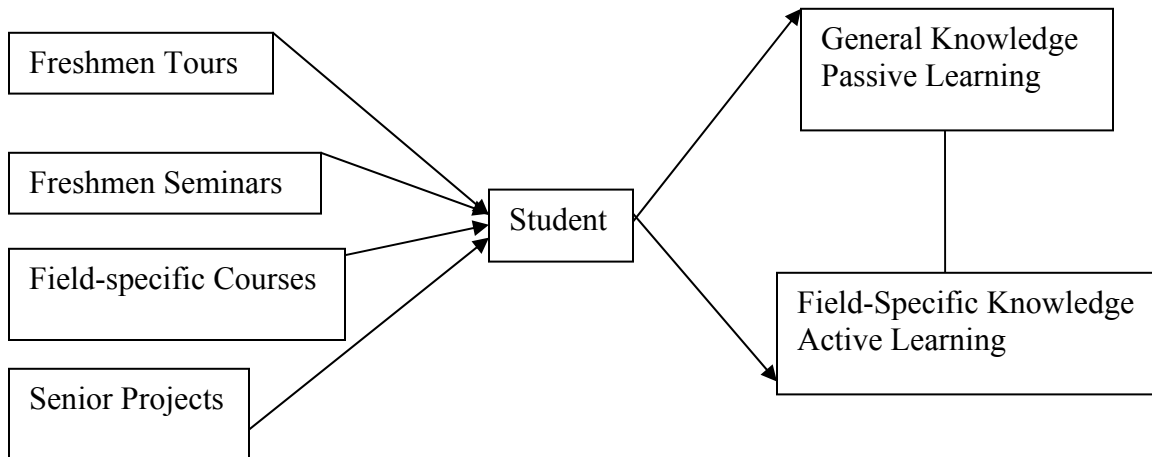 Freshmen Tours
Freshmen Seminars
Field-specific Courses
Senior Projects
Student
General Knowledge
Passive Learning
Field-Specific Knowledge
Active Learning